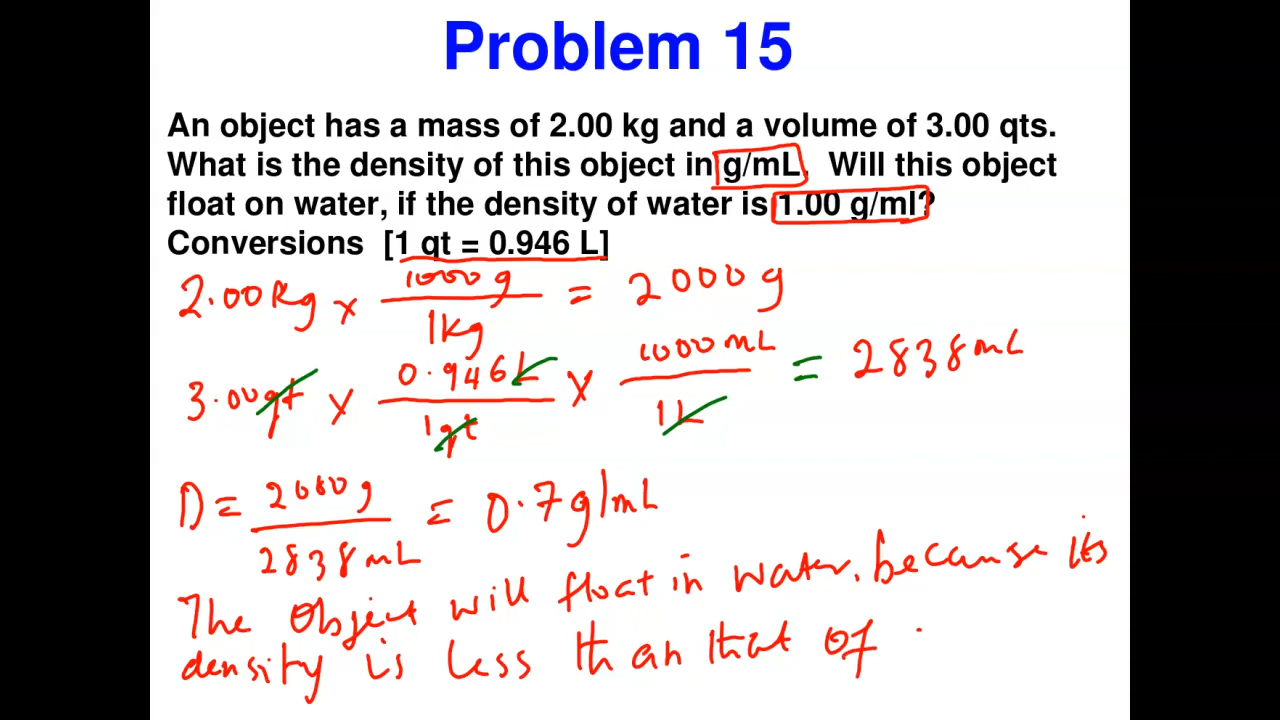 Problem 15
An object has a mass of 2.00 kg and a volume of 3.00 qts.
What is the density of this object in g/mL. Will this object
float on water, if the density of water is 1.00 g/ml?
Conversions [1 qt = 0.946 L]
2.00 Kg x 1000 g / 1 kg = 2000 g
3.00 qt x 0.946 L / 1 qt x 1000 mL / 1 L = 2838 mL
D = 2000 g / 2838 mL = 0.7 g/mL
The object will float in water, because its
density is less than that of